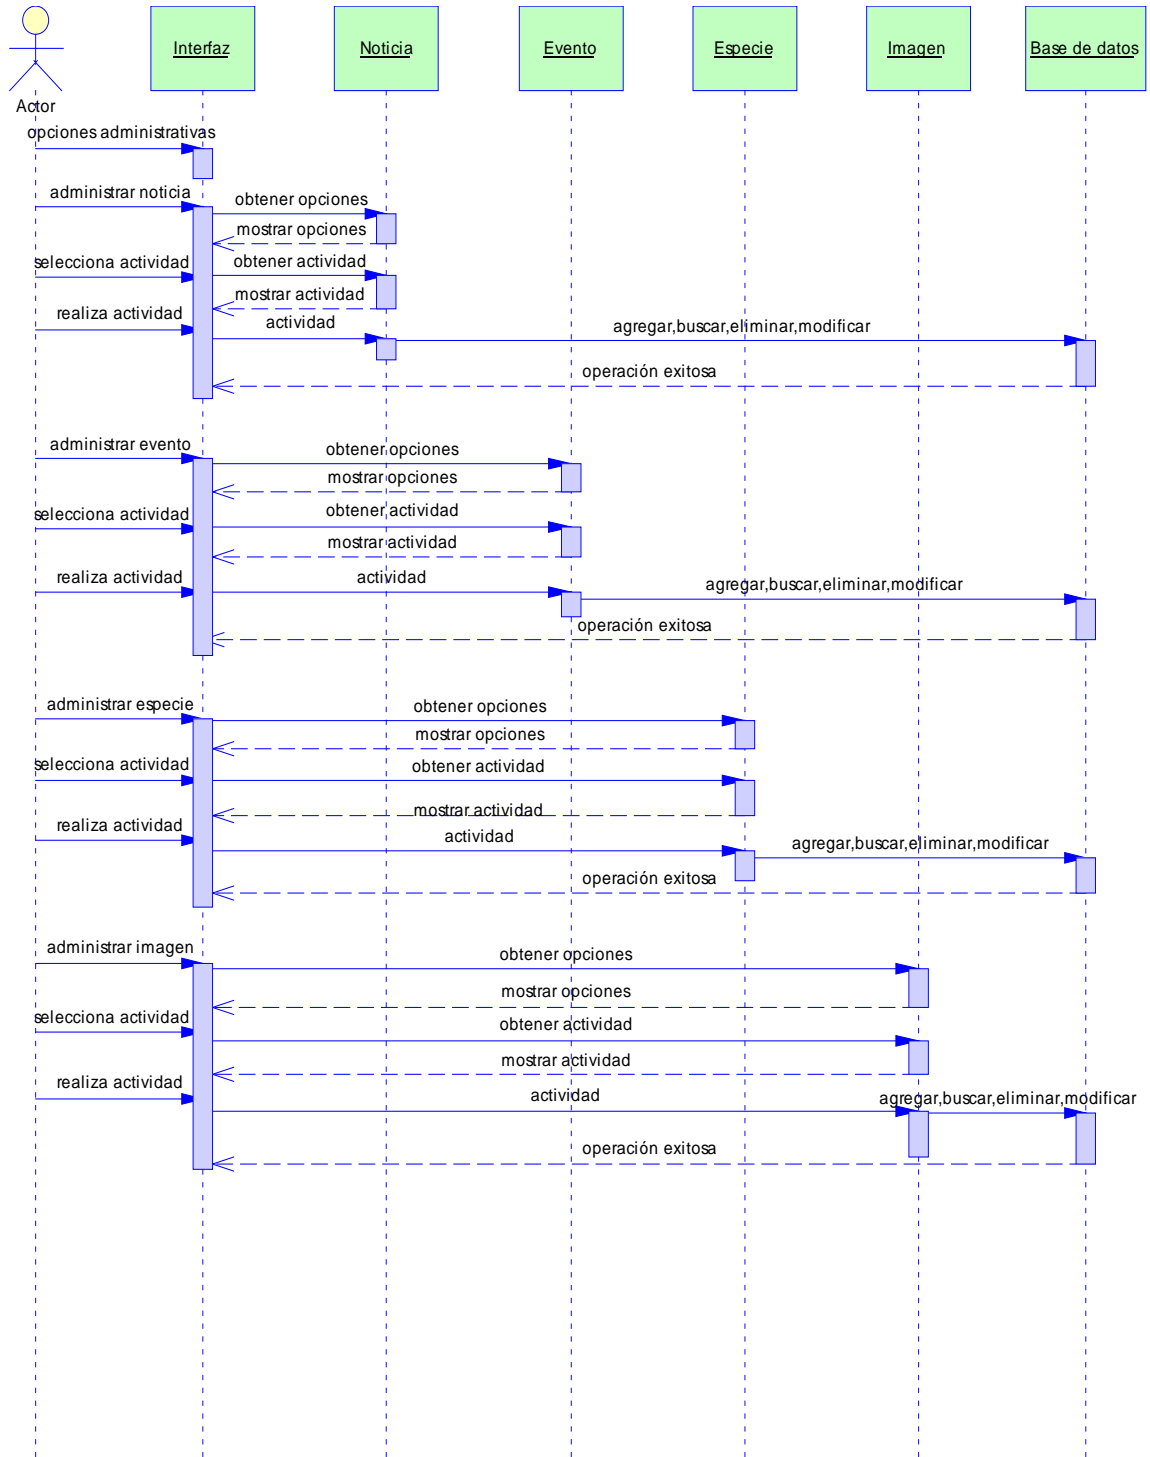 Interfaz
Noticia
Evento
Especie
Imagen
Base de datos
Actor
opciones administrativas
administrar noticia
obtener opciones
mostrar opciones
selecciona actividad
obtener actividad
mostrar actividad
realiza actividad
actividad
agregar,buscar,eliminar,modificar
operación exitosa
administrar evento
obtener opciones
mostrar opciones
selecciona actividad
obtener actividad
mostrar actividad
realiza actividad
actividad
agregar,buscar,eliminar,modificar
operación exitosa
administrar especie
obtener opciones
mostrar opciones
selecciona actividad
obtener actividad
mostrar actividad
realiza actividad
actividad
agregar,buscar,eliminar,modificar
operación exitosa
administrar imagen
obtener opciones
mostrar opciones
selecciona actividad
obtener actividad
mostrar actividad
realiza actividad
actividad
agregar,buscar,eliminar,modificar
operación exitosa